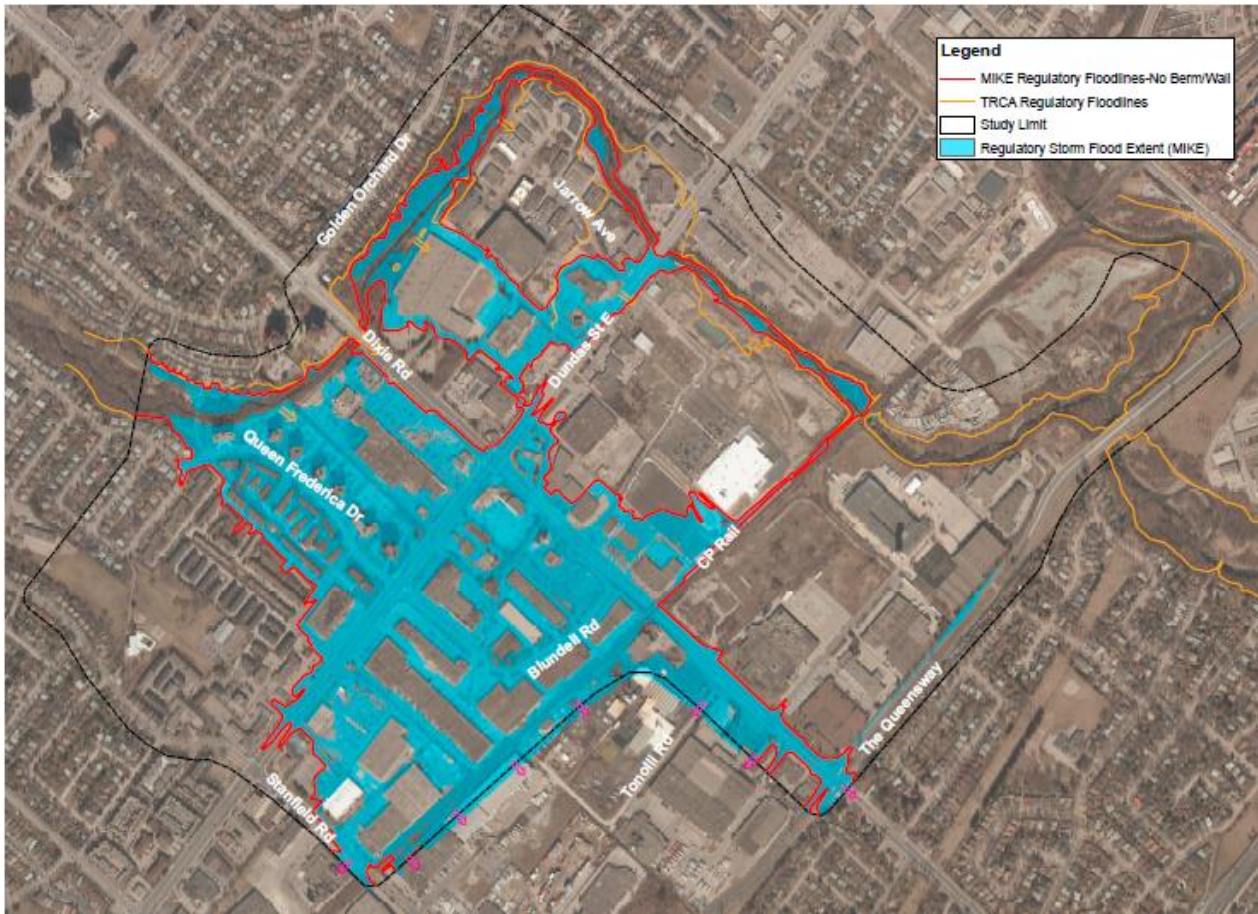 Legend
MIKE Regulatory Floodlines-No Berm/Wall
TRCA Regulatory Floodlines
Study Limit
Regulatory Storm Flood Extent (MIKE)
Golden Orchard Dr
Jarrow Ave
Dixie Rd
Dundas St E
Queen Frederica Dr
CP Rail
Blundell Rd
The Queensway
Tonolli Rd
Stanfield Rd